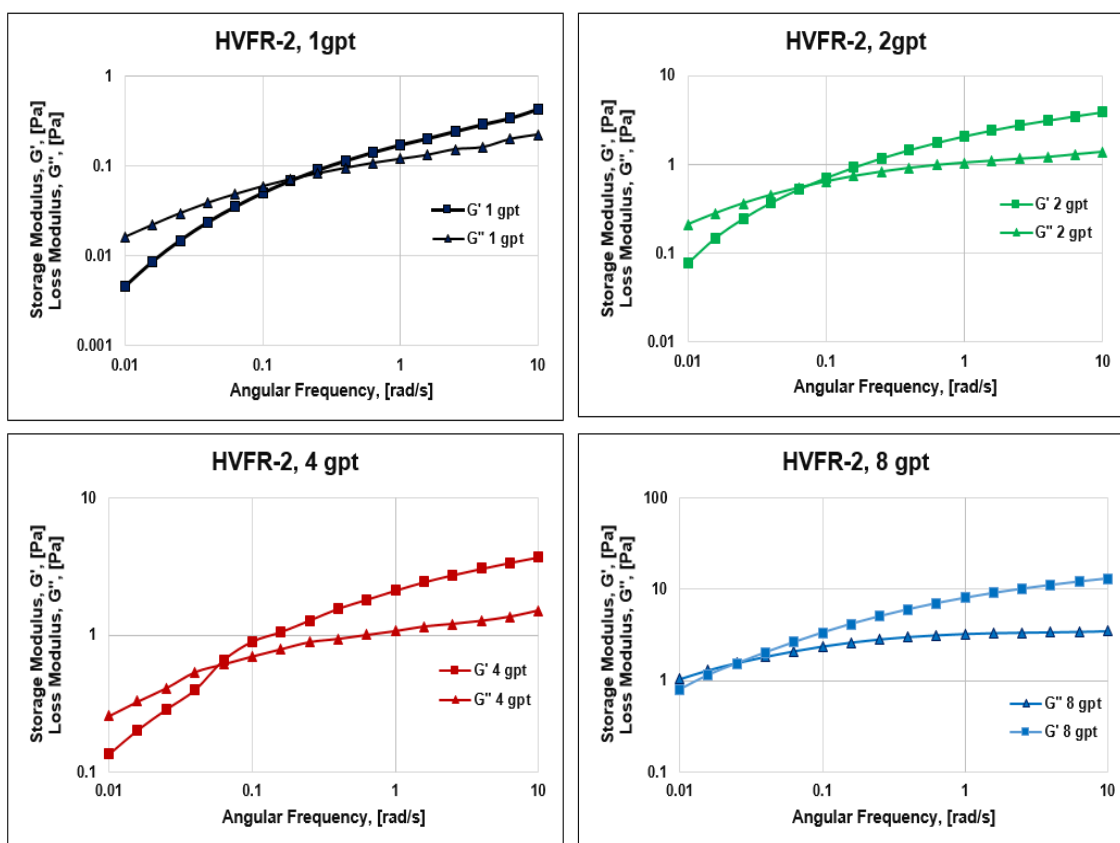 HVFR-2, 1gpt
Storage Modulus, G', [Pa]
Loss Modulus, G'', [Pa]
1
0.1
0.01
0.001
0.01
0.1
1
10
Angular Frequency, [rad/s]
G' 1 gpt
G'' 1 gpt
HVFR-2, 2gpt
Storage Modulus, G', [Pa]
Loss Modulus, G'', [Pa]
10
1
0.1
0.01
0.01
0.1
1
10
Angular Frequency, [rad/s]
G' 2 gpt
G'' 2 gpt
HVFR-2, 4 gpt
Storage Modulus, G', [Pa]
Loss Modulus, G'', [Pa]
10
1
0.1
0.01
0.1
1
10
Angular Frequency, [rad/s]
G' 4 gpt
G'' 4 gpt
HVFR-2, 8 gpt
Storage Modulus, G', [Pa]
Loss Modulus, G'', [Pa]
100
10
1
0.1
0.01
0.1
1
10
Angular Frequency, [rad/s]
G'' 8 gpt
G' 8 gpt